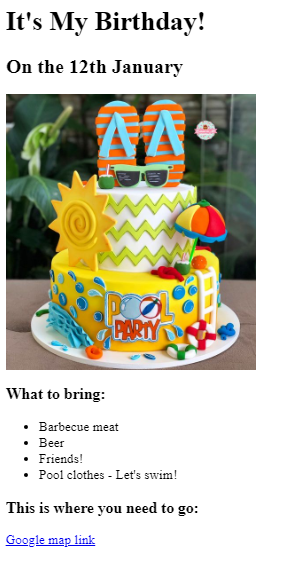 It's My Birthday!
On the 12th January
POOL
PARTY
What to bring:
Barbecue meat
Beer
Friends!
Pool clothes - Let's swim!
This is where you need to go:
Google map link